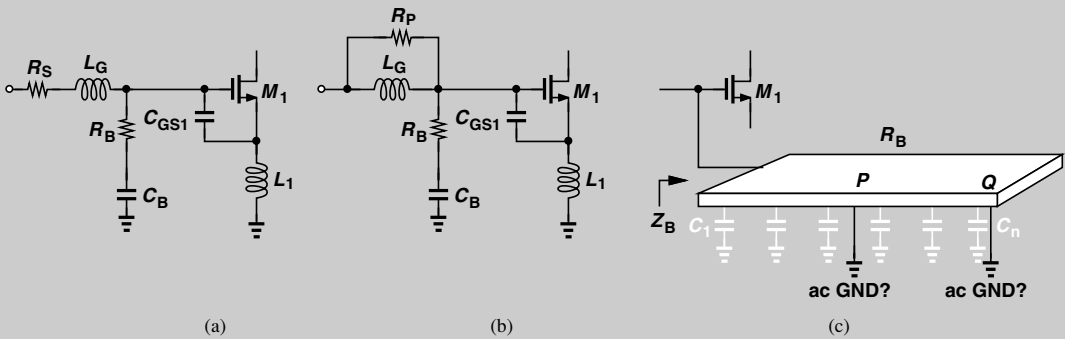 R_S
L_G
R_B
C_B
C_GS1
M_1
L_1
(a)
R_P
L_G
R_B
C_B
C_GS1
M_1
L_1
(b)
M_1
R_B
P
Q
Z_B
C_1
C_n
ac GND?
ac GND?
(c)